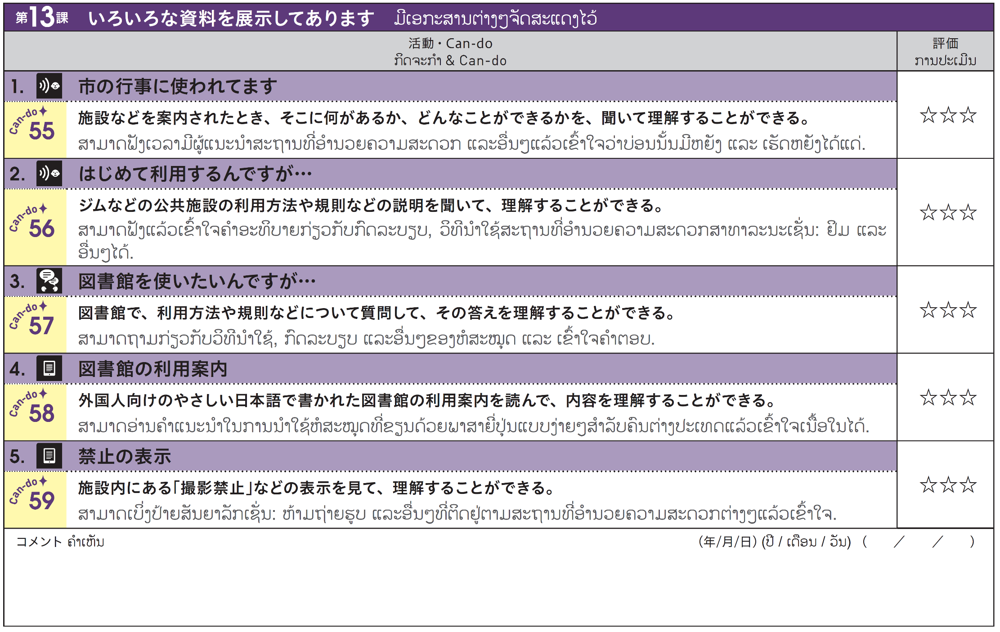 第13課 いろいろな資料を展示してあります ມີເອກະສານຕ່າງໆຈັດສະແດງໄວ້
活動・Can-do
ກິດຈະກຳ & Can-do
評価
ການປະເມີນ
1. 市の行事に使われてます
Can-do 55
施設などを案内されたとき、そこに何があるか、どんなことができるかを、聞いて理解することができる。
ສາມາດຟັງເວລາມີຜູ້ແນະນຳສະຖານທີ່ອຳນວຍຄວາມສະດວກ ແລະອື່ນໆແລ້ວເຂົ້າໃຈວ່າບ່ອນນັ້ນມີຫຍັງ ແລະ ເຮັດຫຍັງໄດ້ແດ່.
☆☆☆
2. はじめて利用するんですが…
Can-do 56
ジムなどの公共施設の利用方法や規則などの説明を聞いて、理解することができる。
ສາມາດຟັງແລ້ວເຂົ້າໃຈຄຳອະທິບາຍກ່ຽວກັບກົດລະບຽບ, ວິທີນຳໃຊ້ສະຖານທີ່ອຳນວຍຄວາມສະດວກສາທາລະນະເຊັ່ນ: ຢິມ ແລະ
ອື່ນໆໄດ້.
☆☆☆
3. 図書館を使いたいんですが…
Can-do 57
図書館で、利用方法や規則などについて質問して、その答えを理解することができる。
ສາມາດຖາມກ່ຽວກັບວິທີນຳໃຊ້, ກົດລະບຽບ ແລະອື່ນໆຂອງຫໍສະໝຸດ ແລະ ເຂົ້າໃຈຄຳຕອບ.
☆☆☆
4. 図書館の利用案内
Can-do 58
外国人向けのやさしい日本語で書かれた図書館の利用案内を読んで、内容を理解することができる。
ສາມາດອ່ານຄຳແນະນຳໃນການນຳໃຊ້ຫໍສະໝຸດທີ່ຂຽນດ້ວຍພາສາຍີ່ປຸ່ນແບບງ່າຍໆສຳລັບຄົນຕ່າງປະເທດແລ້ວເຂົ້າໃຈເນື້ອໃນໄດ້.
☆☆☆
5. 禁止の表示
Can-do 59
施設内にある「撮影禁止」などの表示を見て、理解することができる。
ສາມາດເບິ່ງປ້າຍສັນຍາລັກເຊັ່ນ: ຫ້າມຖ່າຍຮູບ ແລະອື່ນໆທີ່ຕິດຢູ່ຕາມສະຖານທີ່ອຳນວຍຄວາມສະດວກຕ່າງໆແລ້ວເຂົ້າໃຈ.
☆☆☆
コメント ຄຳເຫັນ
（年/月/日） (ປີ / ເດືອນ / ວັນ) （ ／ ／ ）